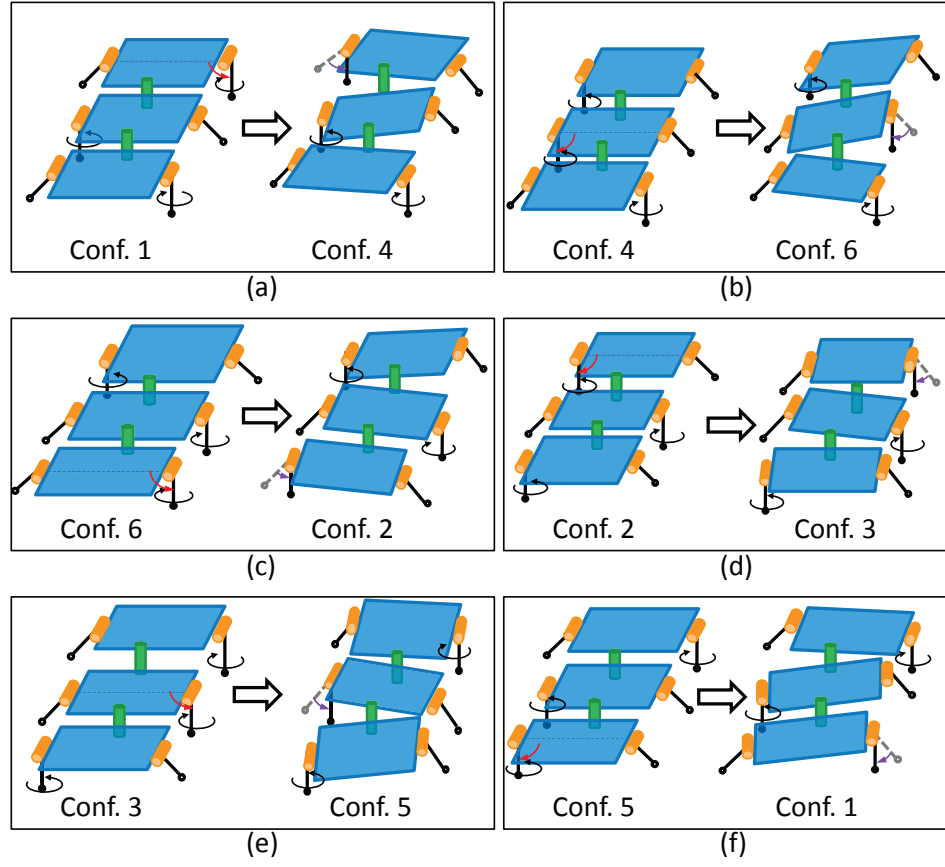 Conf. 1 Conf. 4
(a)
Conf. 4 Conf. 6
(b)
Conf. 6 Conf. 2
(c)
Conf. 2 Conf. 3
(d)
Conf. 3 Conf. 5
(e)
Conf. 5 Conf. 1
(f)